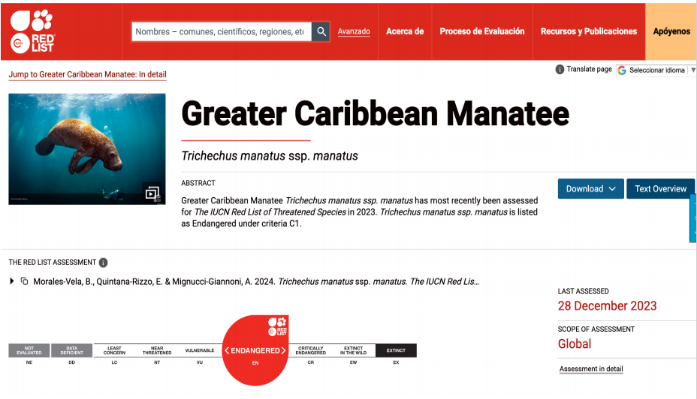 RED
LIST
Nombres – comunes, científicos, regiones, etc
Avanzado
Acerca de
Proceso de Evaluación
Recursos y Publicaciones
Apóyenos
Jump to Greater Caribbean Manatee: In detail
Translate page
G Seleccionar idioma
Greater Caribbean Manatee
Trichechus manatus ssp. manatus
ABSTRACT
Greater Caribbean Manatee Trichechus manatus ssp. manatus has most recently been assessed
for The IUCN Red List of Threatened Species in 2023. Trichechus manatus ssp. manatus is listed
as Endangered under criteria C1.
Download
Text Overview
THE RED LIST ASSESSMENT
Morales-Vela, B., Quintana-Rizzo, E. & Mignucci-Giannoni, A. 2024. Trichechus manatus ssp. manatus. The IUCN Red Lis...
LAST ASSESSED
28 December 2023
SCOPE OF ASSESSMENT
Global
Assessment in detail
RED
LIST
NOT
EVALUATED
NE
DATA
DEFICIENT
DD
LEAST
CONCERN
LC
NEAR
THREATENED
NT
VULNERABLE
VU
<ENDANGERED>
EN
CRITICALLY
ENDANGERED
CR
EXTINCT
IN THE WILD
EW
EXTINCT
EX